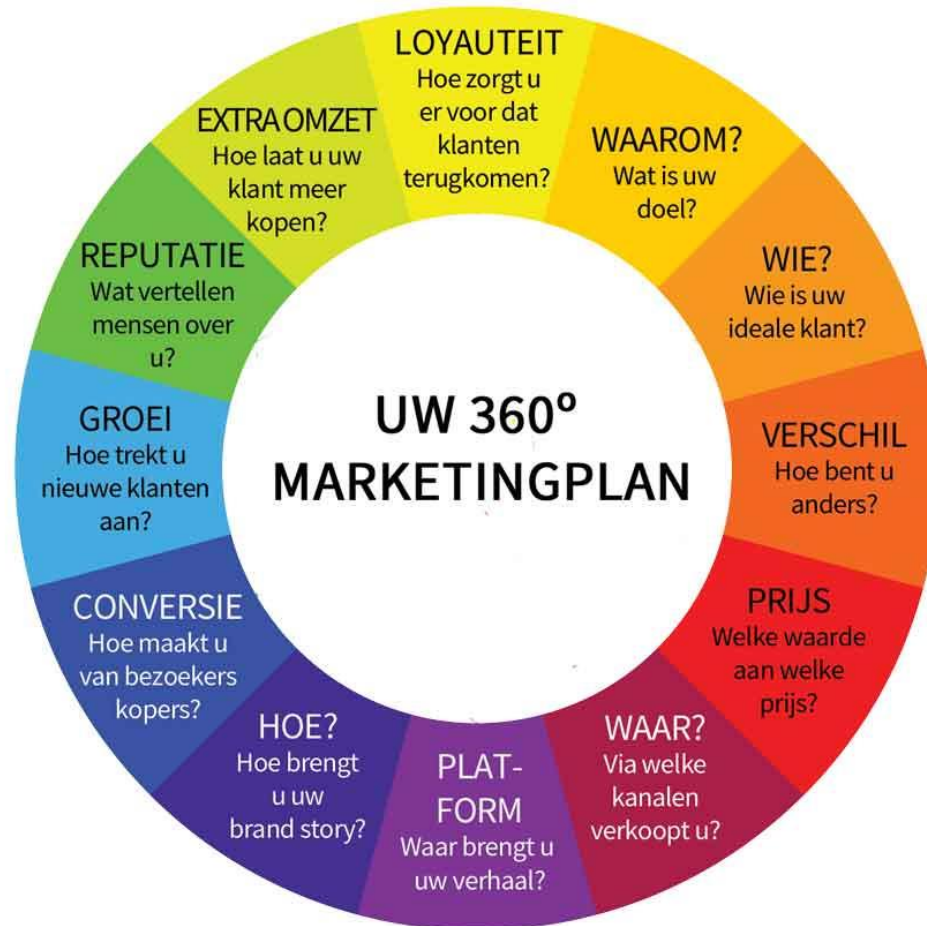 LOYAUTEIT
Hoe zorgt u
er voor dat
klanten
terugkomen?
WAAROM?
Wat is uw
doel?
WIE?
Wie is uw
ideale klant?
VERSCHIL
Hoe bent u
anders?
PRIJS
Welke waarde
aan welke
prijs?
WAAR?
Via welke
kanalen
verkoopt u?
PLAT-
FORM
Waar brengt u
uw verhaal?
HOE?
Hoe brengt
u uw
brand story?
CONVERSIE
Hoe maakt u
van bezoekers
kopers?
GROEI
Hoe trekt u
nieuwe klanten
aan?
REPUTATIE
Wat vertellen
mensen over
u?
EXTRA OMZET
Hoe laat u uw
klant meer
kopen?
UW 360º
MARKETINGPLAN